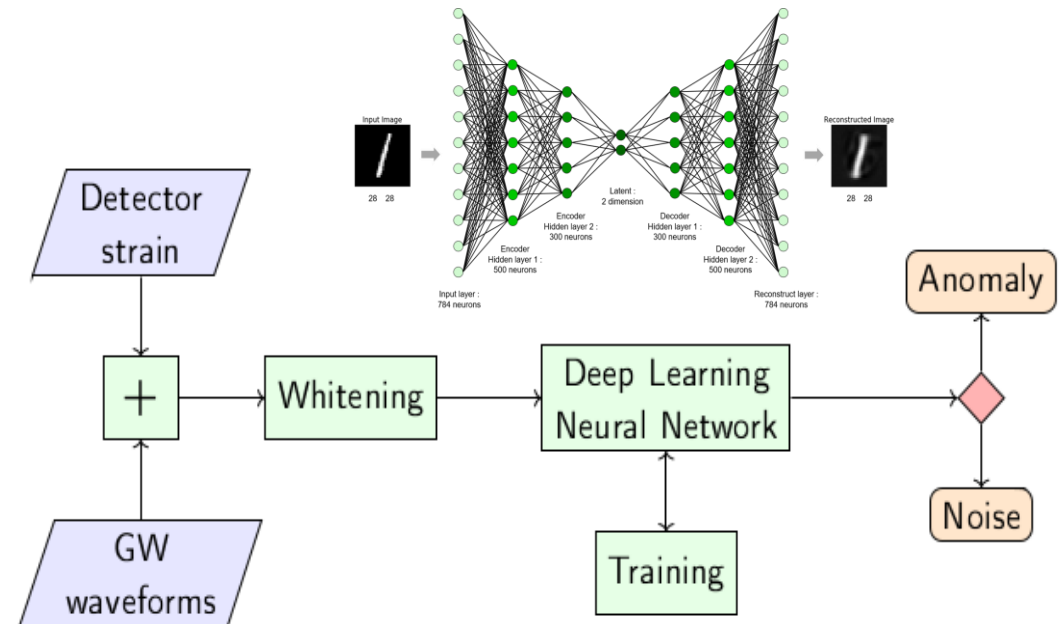 Input Image
28 28
Input layer :
784 neurons
Encoder
Hidden layer 1 :
500 neurons
Encoder
Hidden layer 2 :
300 neurons
Latent :
2 dimension
Decoder
Hidden layer 1 :
300 neurons
Decoder
Hidden layer 2 :
500 neurons
Reconstruct layer :
784 neurons
Reconstructed Image
28 28
Detector
strain
+
GW
waveforms
Whitening
Deep Learning
Neural Network
Training
Anomaly
Noise